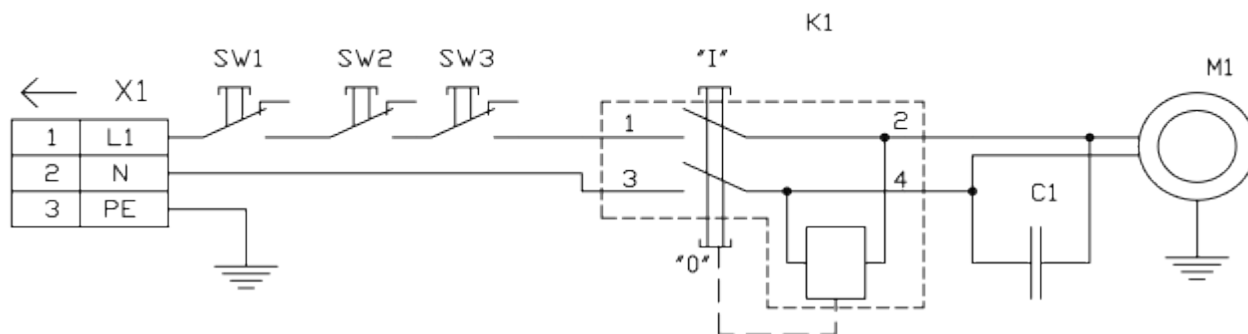 K1
SW1 SW2 SW3 "I" M1
X1
1 L1 1 2
2 N 3 4
3 PE C1
"0"